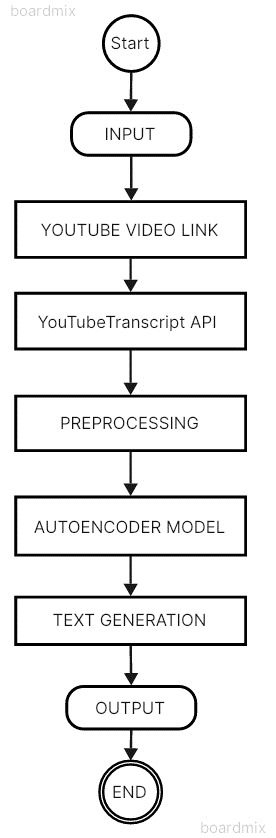 boardmix
Start
INPUT
YOUTUBE VIDEO LINK
YouTubeTranscript API
PREPROCESSING
AUTOENCODER MODEL
TEXT GENERATION
OUTPUT
END
boardmix